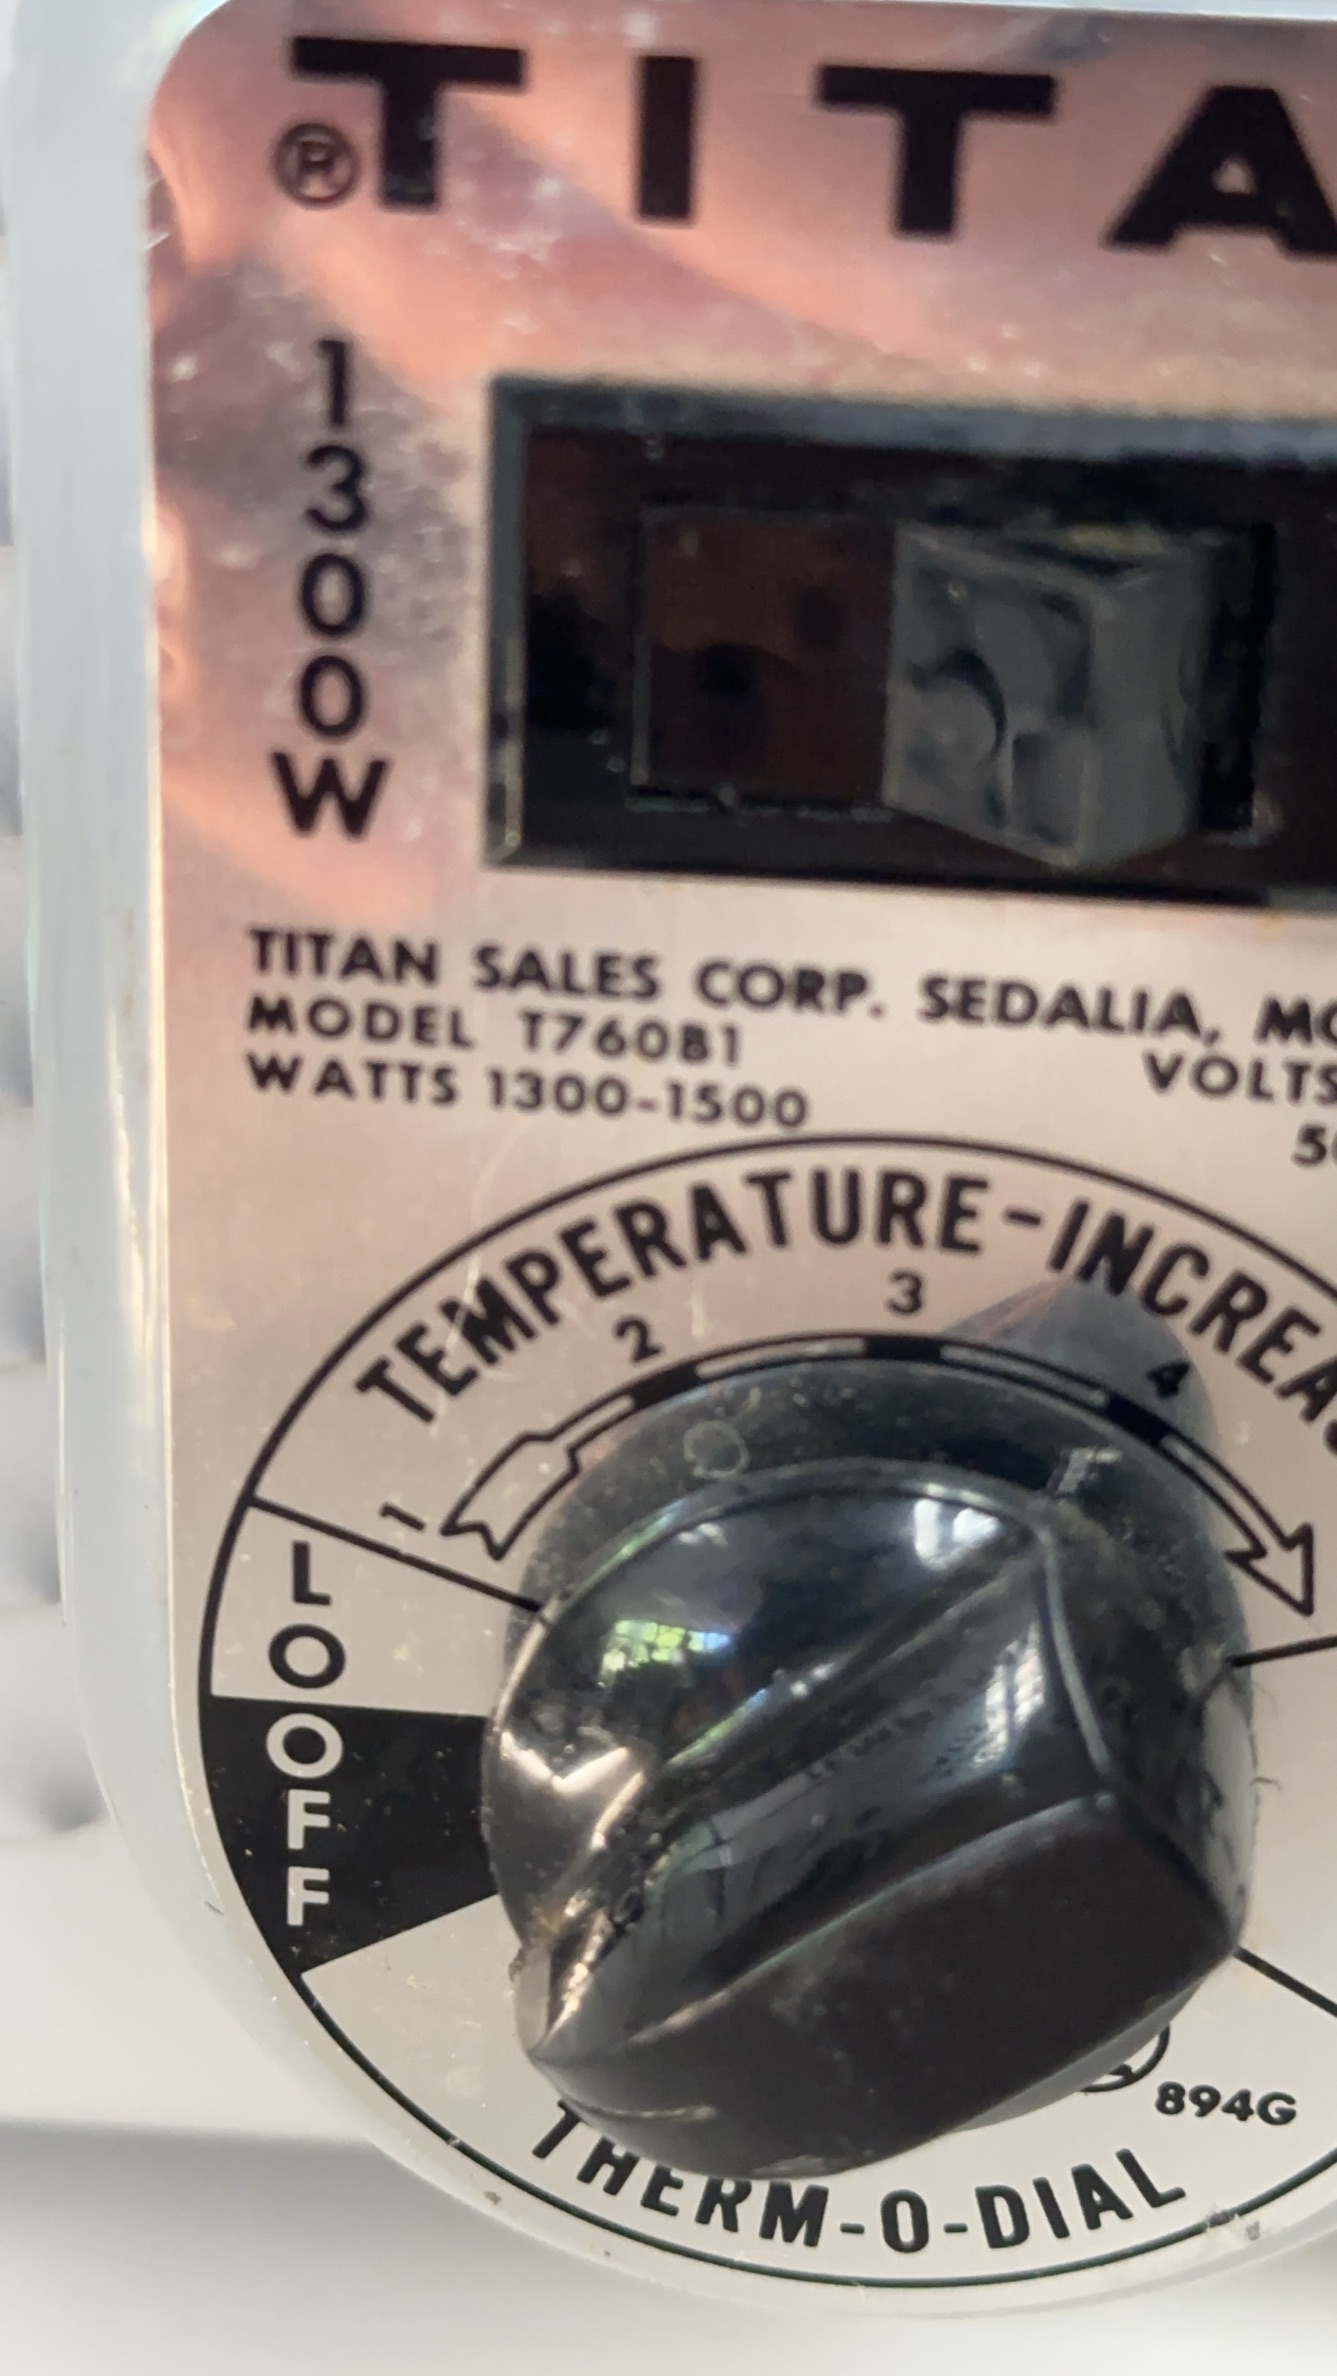 TITA
®
1300W
TITAN SALES CORP. SEDALIA, MO
MODEL T760B1
WATTS 1300-1500
VOLTS
TEMPERATURE-INCREAS
1 2 3 4
LO
OFF
894G
THERM-O-DIAL